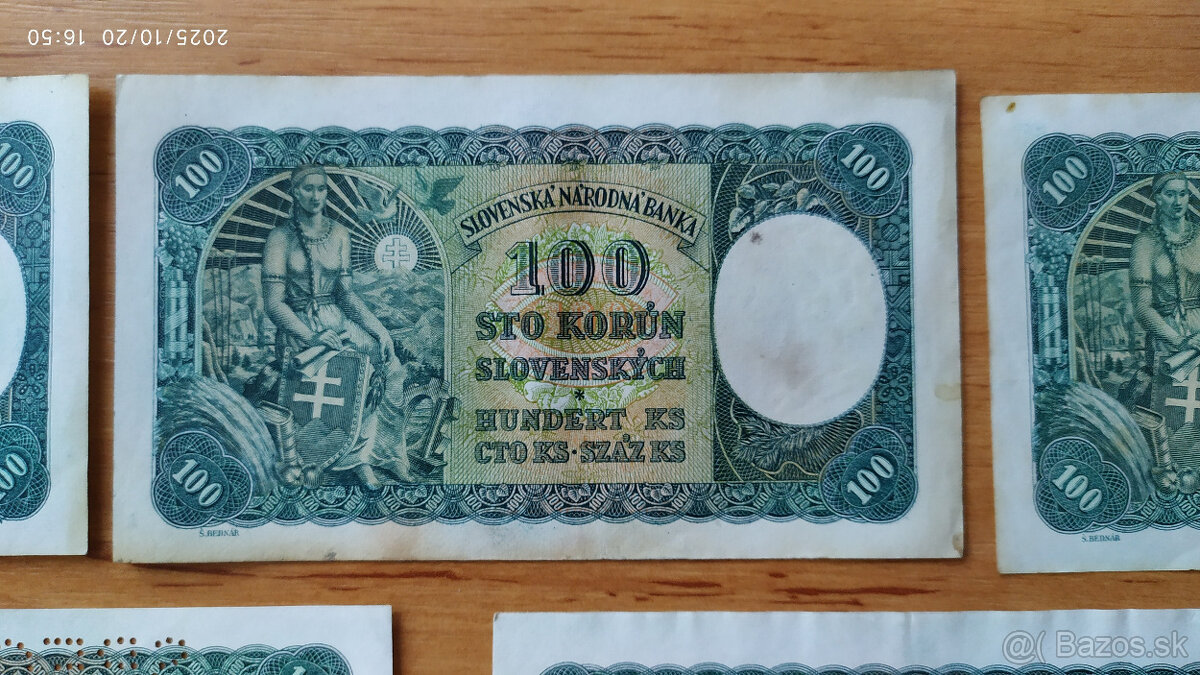 2025/10/20 16:50
100
100
SLOVENSKÁ NÁRODNÁ BANKA
100
STO KORÚN
SLOVENSKÝCH
*
HUNDERT KS
CTO KS · SZÁZ KS
100
100
Š. BEDNÁR
100
100
100
100
Š. BEDNÁR
@( Bazos.sk